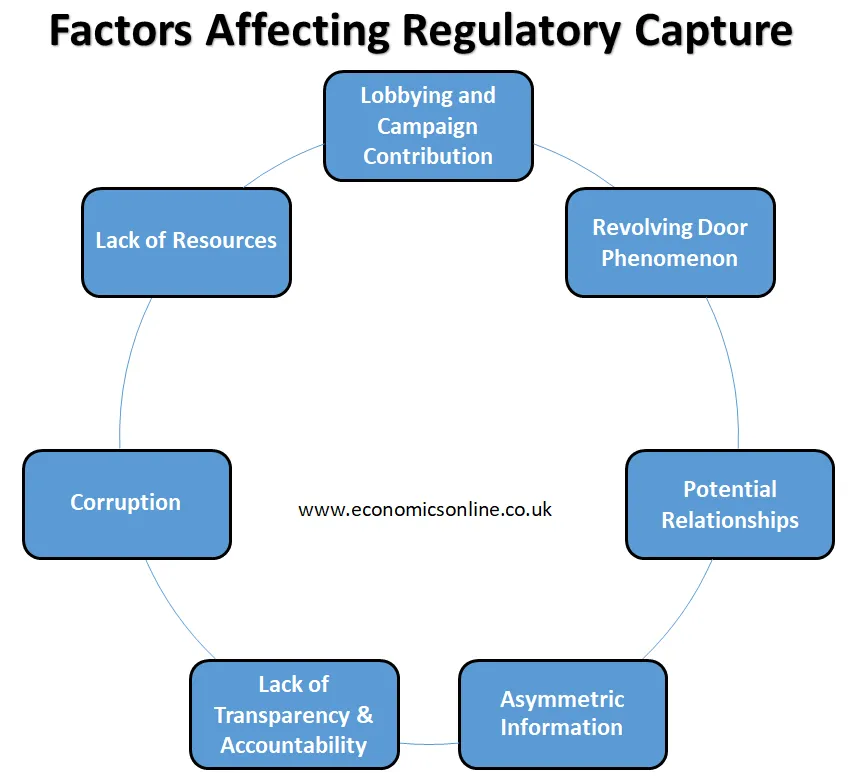 Factors Affecting Regulatory Capture
Lobbying and
Campaign
Contribution
Revolving Door
Phenomenon
Potential
Relationships
Asymmetric
Information
Lack of
Transparency &
Accountability
Corruption
Lack of Resources
www.economicsonline.co.uk